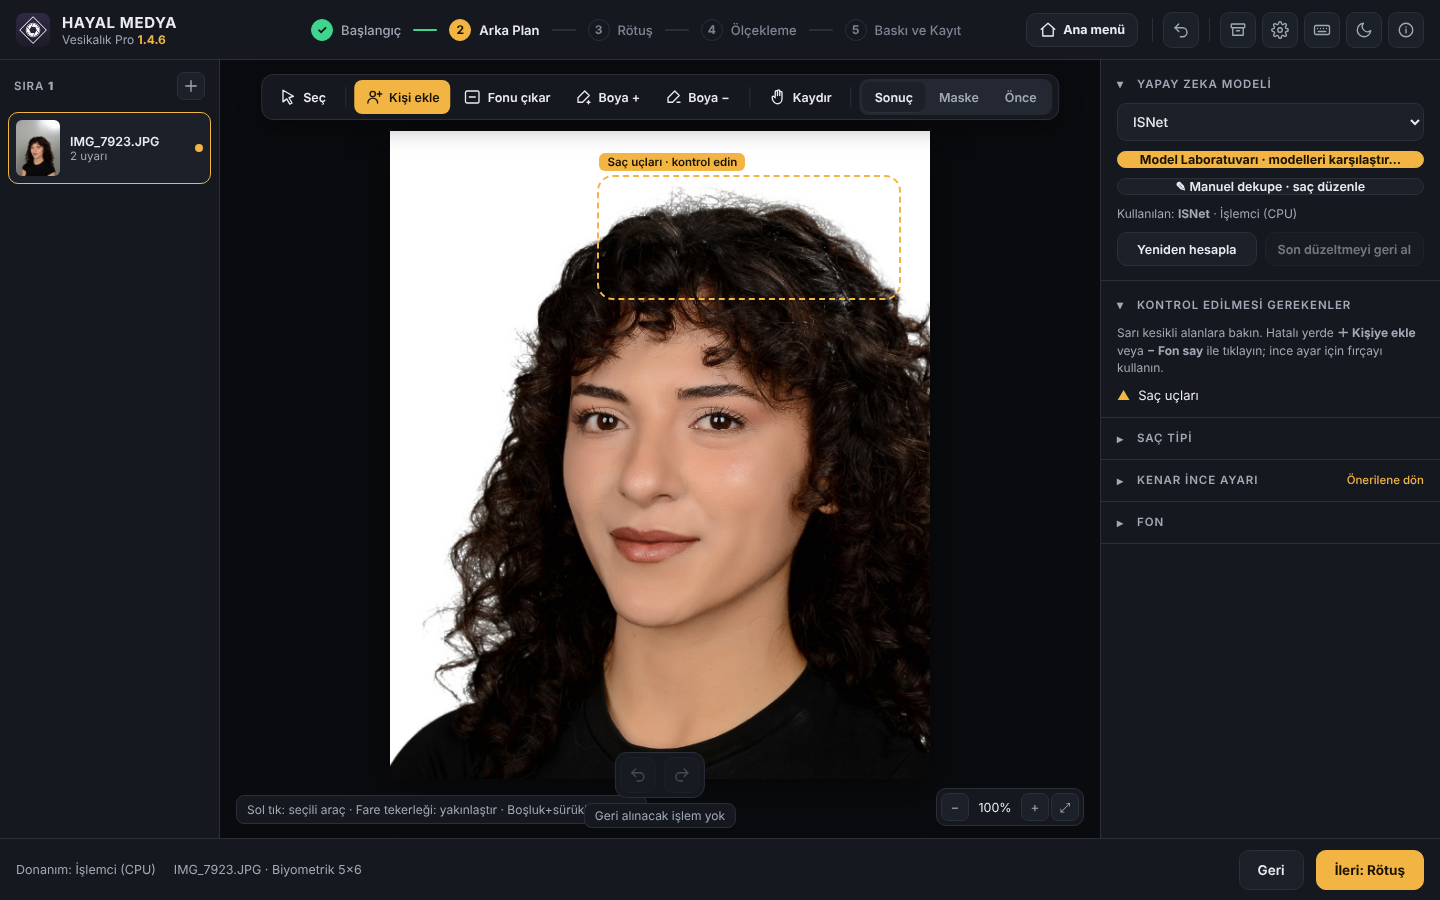 HAYAL MEDYA
Vesikalık Pro 1.4.6
Başlangıç
2 Arka Plan
3 Rötuş
4 Ölçekleme
5 Baskı ve Kayıt
Ana menü
SIRA 1
IMG_7923.JPG
2 uyarı
Seç
Kişi ekle
Fonu çıkar
Boya +
Boya −
Kaydır
Sonuç
Maske
Önce
Saç uçları · kontrol edin
Sol tık: seçili araç · Fare tekerleği: yakınlaştır ·
Geri alınacak işlem yok
− 100% +
YAPAY ZEKA MODELİ
ISNet
Model Laboratuvarı · modelleri karşılaştır...
✎ Manuel dekupe · saç düzenle
Kullanılan: ISNet · İşlemci (CPU)
Yeniden hesapla
Son düzeltmeyi geri al
KONTROL EDİLMESİ GEREKENLER
Sarı kesikli alanlara bakın. Hatalı yerde + Kişiye ekle
veya − Fon say ile tıklayın; ince ayar için fırçayı
kullanın.
Saç uçları
SAÇ TİPİ
KENAR İNCE AYARI
Önerilene dön
FON
Donanım: İşlemci (CPU)
IMG_7923.JPG · Biyometrik 5×6
Geri
İleri: Rötuş